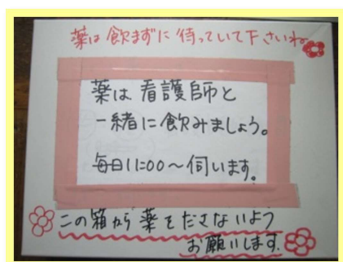 薬は飲まずに待っていて下さいね
薬は看護師と
一緒に飲みましょう。
毎日11:00～伺います。
この箱から薬をださないよう
お願いします。